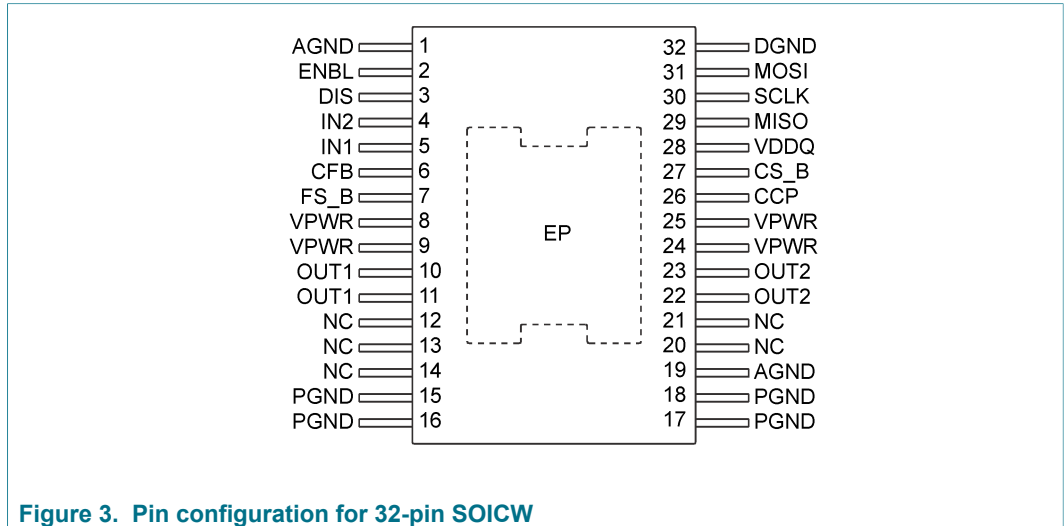 AGND 1 32 DGND
ENBL 2 31 MOSI
DIS 3 30 SCLK
IN2 4 29 MISO
IN1 5 28 VDDQ
CFB 6 27 CS_B
FS_B 7 26 CCP
VPWR 8 25 VPWR
VPWR 9 24 VPWR
EP
OUT1 10 23 OUT2
OUT1 11 22 OUT2
NC 12 21 NC
NC 13 20 NC
NC 14 19 AGND
PGND 15 18 PGND
PGND 16 17 PGND
Figure 3. Pin configuration for 32-pin SOICW